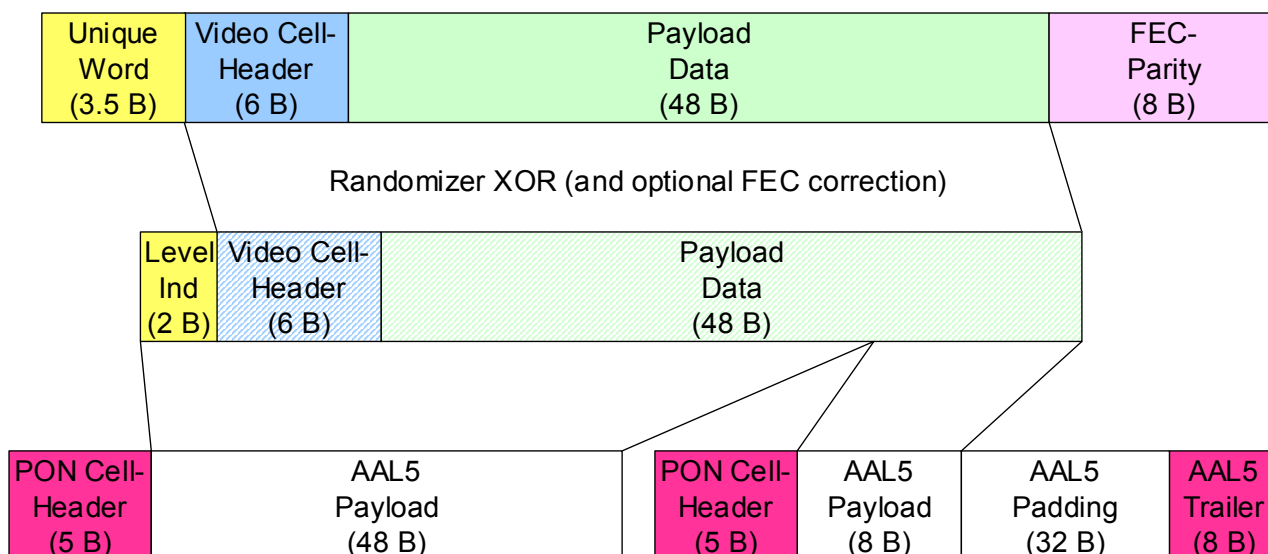 Unique Word (3.5 B)
Video Cell-Header (6 B)
Payload Data (48 B)
FEC-Parity (8 B)
Randomizer XOR (and optional FEC correction)
Level Ind (2 B)
Video Cell-Header (6 B)
Payload Data (48 B)
PON Cell-Header (5 B)
AAL5 Payload (48 B)
PON Cell-Header (5 B)
AAL5 Payload (8 B)
AAL5 Padding (32 B)
AAL5 Trailer (8 B)